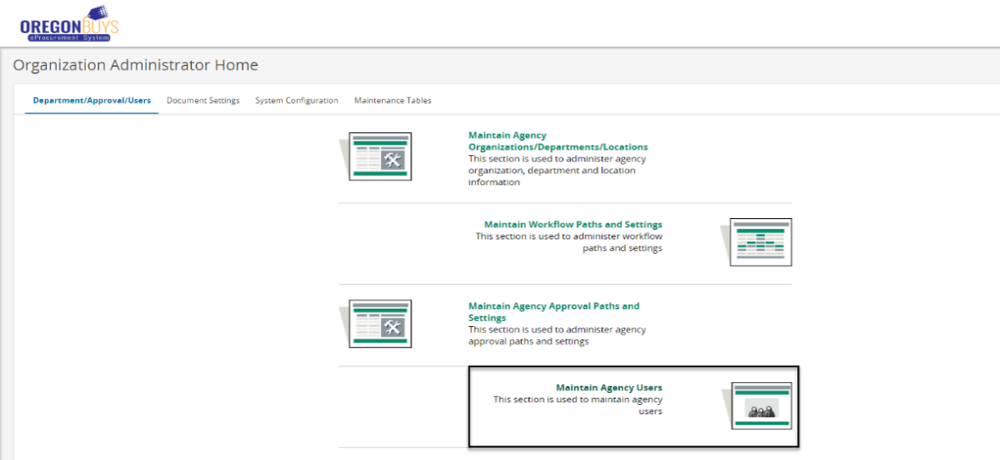 OREGONBUYS
eProcurement System
Organization Administrator Home
Department/Approval/Users Document Settings System Configuration Maintenance Tables
Maintain Agency
Organizations/Departments/Locations
This section is used to administer agency
organization, department and location
information
Maintain Workflow Paths and Settings
This section is used to administer workflow
paths and settings
Maintain Agency Approval Paths and
Settings
This section is used to administer agency
approval paths and settings
Maintain Agency Users
This section is used to maintain agency
users